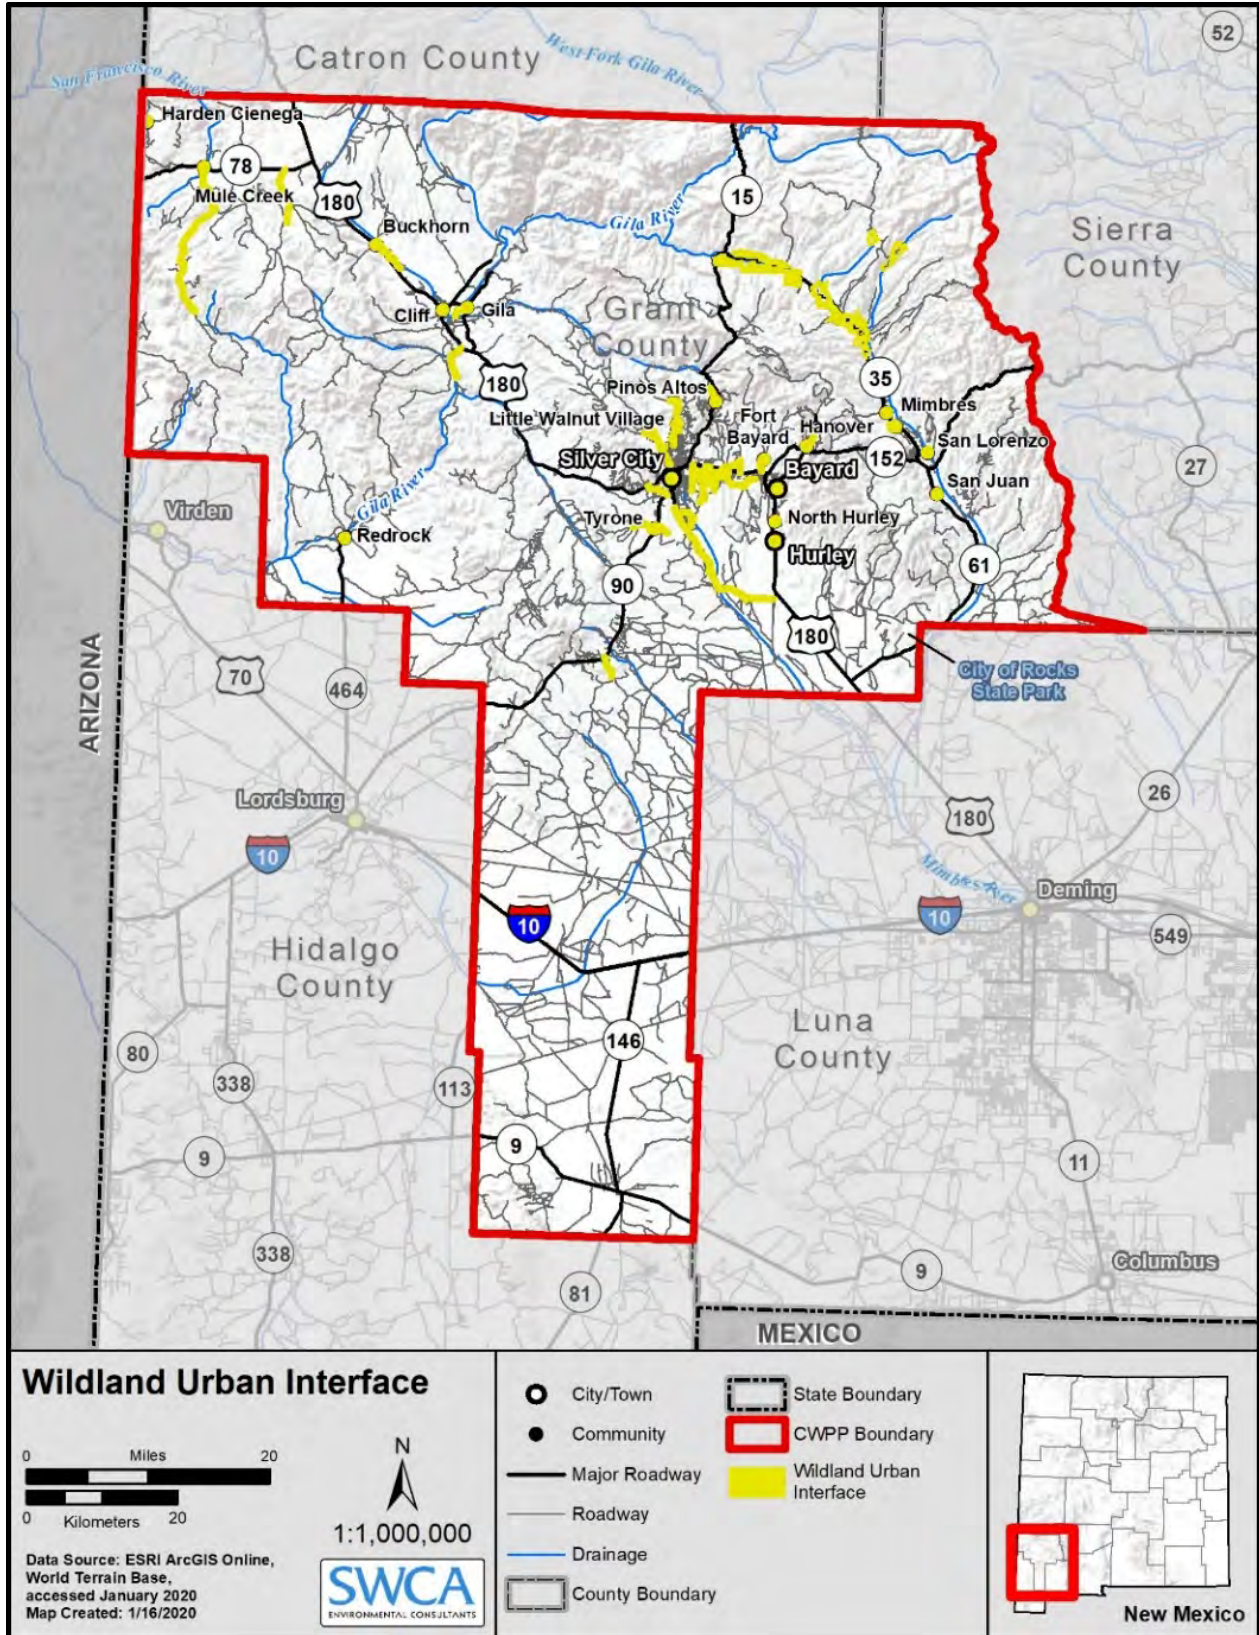 52
Catron County
West Fork Gila River
San Francisco River
Harden Cienega
78
Mule Creek
180
15
Gila River
Buckhorn
Sierra
County
Cliff
Gila
Grant
County
180
35
Pinos Altos
Mimbres
Little Walnut Village
Fort
Bayard
Hanover
152
San Lorenzo
27
Silver City
Bayard
San Juan
Gila River
Virden
Redrock
Tyrone
North Hurley
Hurley
61
90
180
ARIZONA
70
464
City of Rocks
State Park
Lordsburg
26
180
10
Mimbres River
Deming
10
10
549
Hidalgo
County
Luna
County
146
80
338
113
9
9
11
338
81
9
Columbus
MEXICO
Wildland Urban Interface
0 Miles 20
0 Kilometers 20
N
1:1,000,000
Data Source: ESRI ArcGIS Online,
World Terrain Base,
accessed January 2020
Map Created: 1/16/2020
SWCA
ENVIRONMENTAL CONSULTANTS
City/Town
Community
Major Roadway
Roadway
Drainage
County Boundary
State Boundary
CWPP Boundary
Wildland Urban
Interface
New Mexico